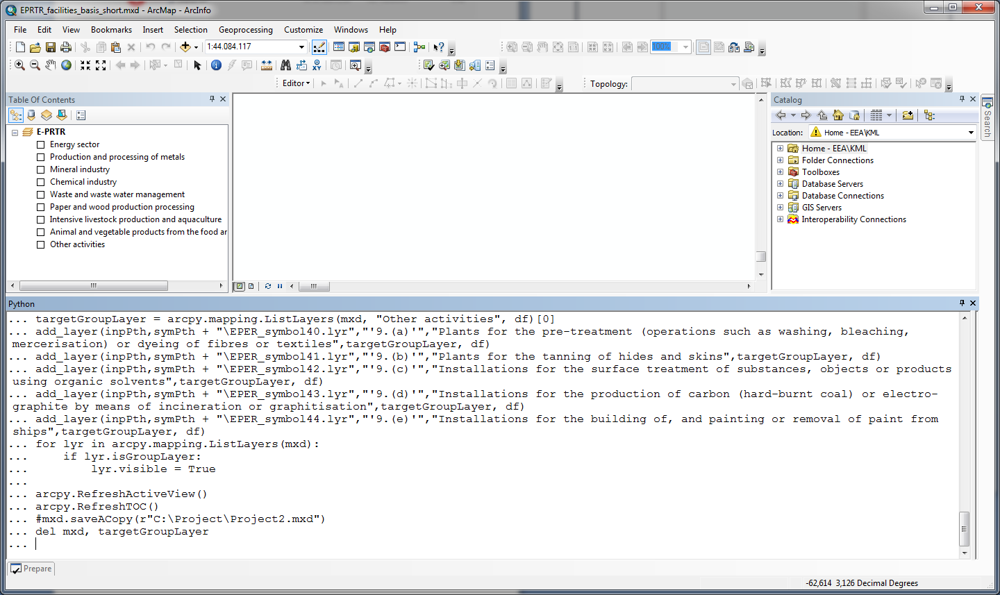 EPRTR_facilities_basis_short.mxd - ArcMap - ArcInfo
File Edit View Bookmarks Insert Selection Geoprocessing Customize Windows Help
1:44.084.117
100%
Editor
Topology:
Table Of Contents
E-PRTR
Energy sector
Production and processing of metals
Mineral industry
Chemical industry
Waste and waste water management
Paper and wood production processing
Intensive livestock production and aquaculture
Animal and vegetable products from the food ar
Other activities
Catalog
Location: Home - EEA\KML
Home - EEA\KML
Folder Connections
Toolboxes
Database Servers
Database Connections
GIS Servers
Interoperability Connections
Search
Python
... targetGroupLayer = arcpy.mapping.ListLayers(mxd, "Other activities", df)[0]
... add_layer(inpPth,symPth + "\EPER_symbol40.lyr","'9.(a)'","Plants for the pre-treatment (operations such as washing, bleaching,
mercerisation) or dyeing of fibres or textiles",targetGroupLayer, df)
... add_layer(inpPth,symPth + "\EPER_symbol41.lyr","'9.(b)'","Plants for the tanning of hides and skins",targetGroupLayer, df)
... add_layer(inpPth,symPth + "\EPER_symbol42.lyr","'9.(c)'","Installations for the surface treatment of substances, objects or products
using organic solvents",targetGroupLayer, df)
... add_layer(inpPth,symPth + "\EPER_symbol43.lyr","'9.(d)'","Installations for the production of carbon (hard-burnt coal) or electro-
graphite by means of incineration or graphitisation",targetGroupLayer, df)
... add_layer(inpPth,symPth + "\EPER_symbol44.lyr","'9.(e)'","Installations for the building of, and painting or removal of paint from
ships",targetGroupLayer, df)
... for lyr in arcpy.mapping.ListLayers(mxd):
...     if lyr.isGroupLayer:
...         lyr.visible = True
...
... arcpy.RefreshActiveView()
... arcpy.RefreshTOC()
... #mxd.saveACopy(r"C:\Project\Project2.mxd")
... del mxd, targetGroupLayer
...
Prepare
-62,614 3,126 Decimal Degrees